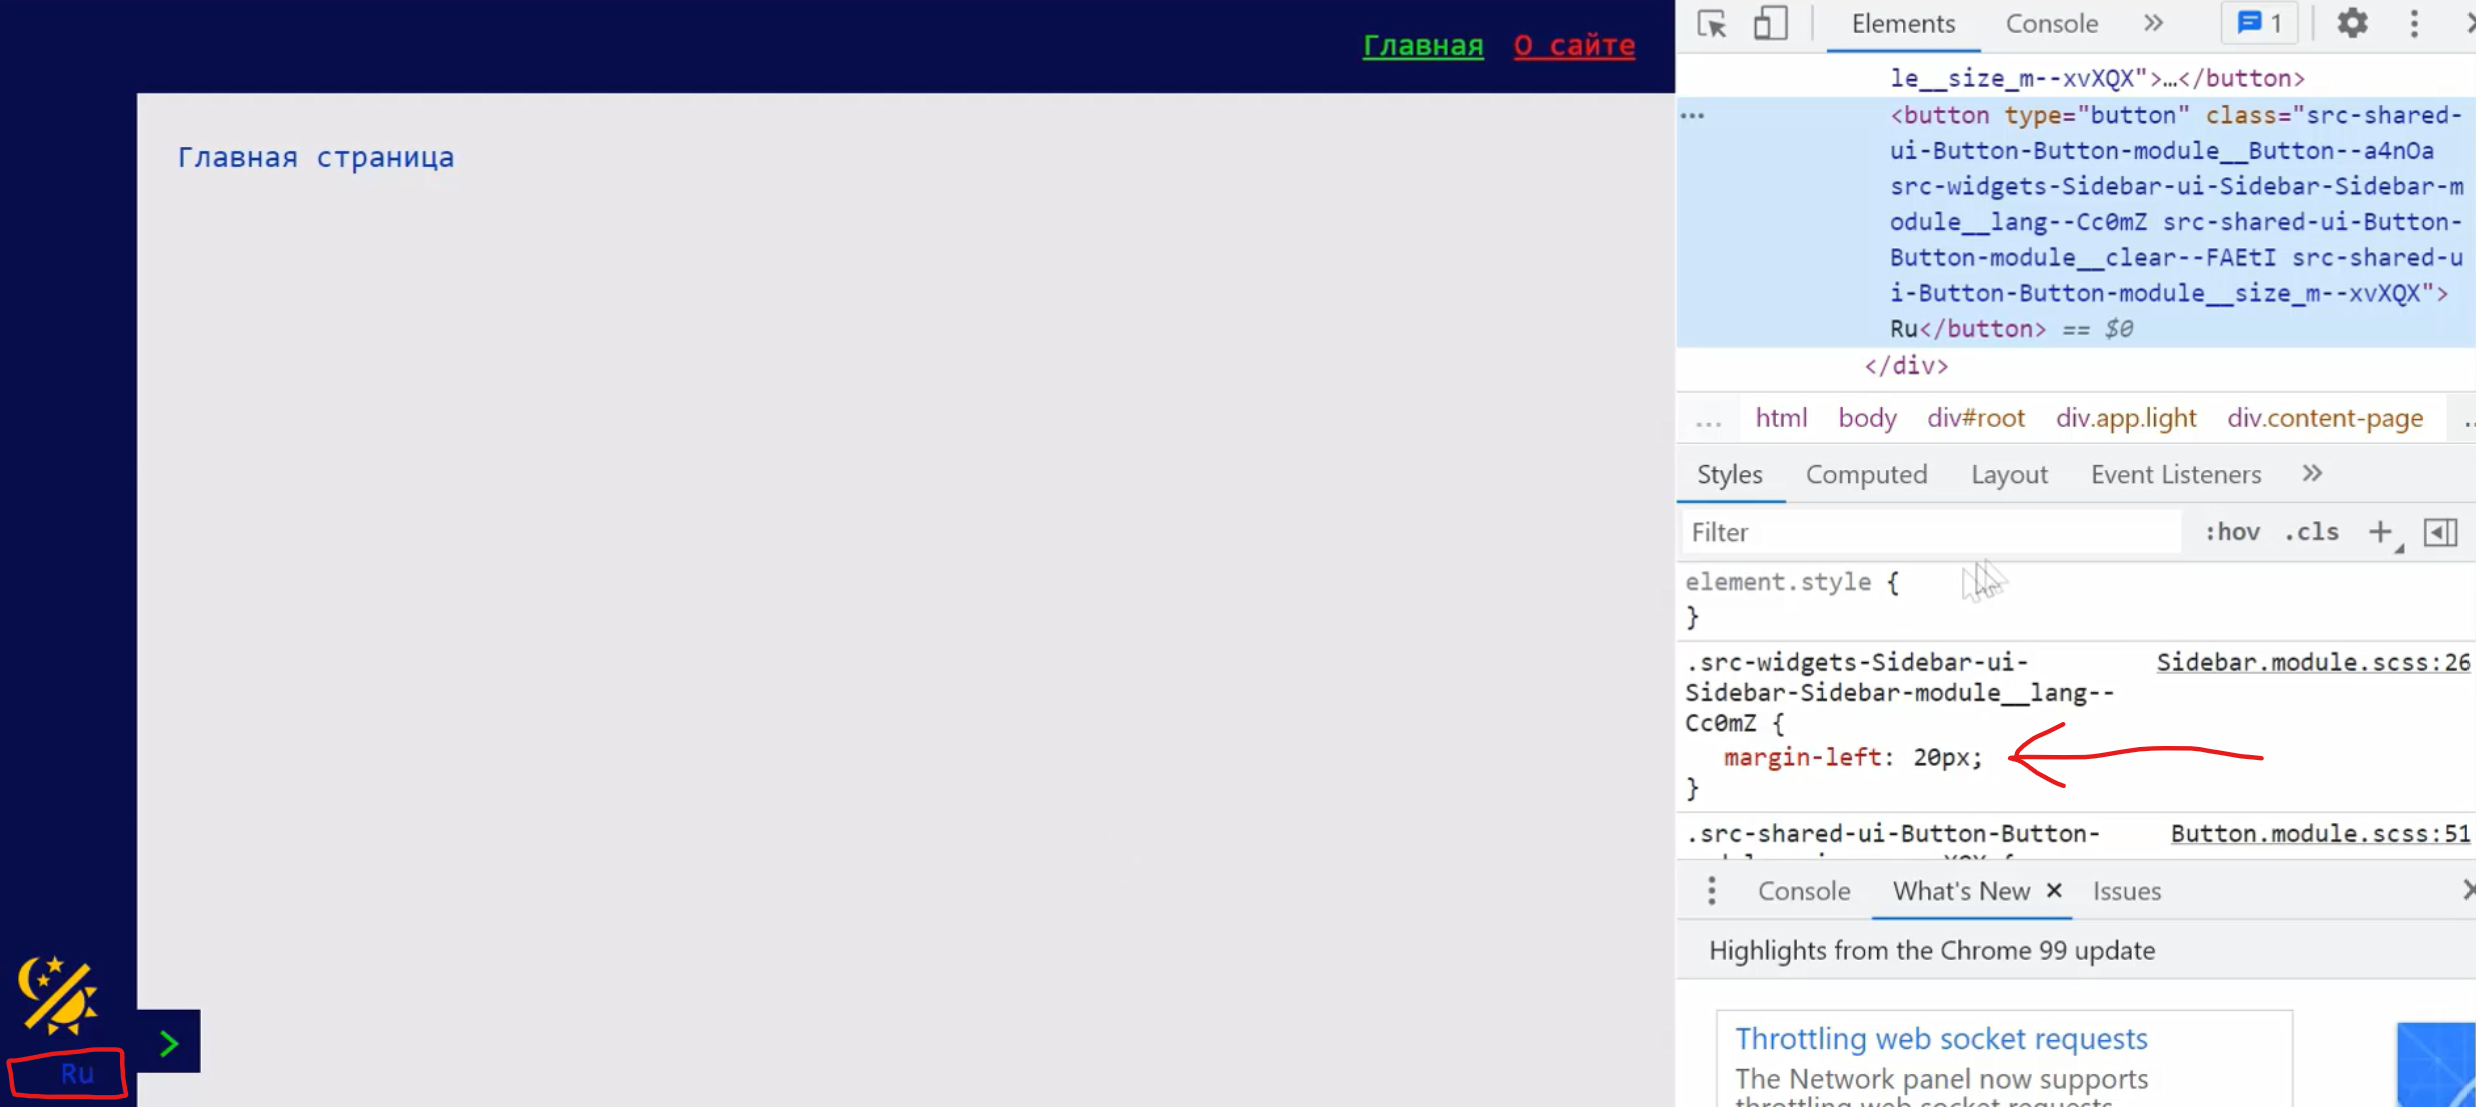 Главная О сайте
Главная страница
Ru
Elements Console 1
le__size_m--xvXQX">…</button>
<button type="button" class="src-shared-
ui-Button-Button-module__Button--a4nOa
src-widgets-Sidebar-ui-Sidebar-Sidebar-m
odule__lang--Cc0mZ src-shared-ui-Button-
Button-module__clear--FAEtI src-shared-u
i-Button-Button-module__size_m--xvXQX">
Ru</button> == $0
</div>
... html body div#root div.app.light div.content-page ..
Styles Computed Layout Event Listeners
Filter :hov .cls
element.style {
}
.src-widgets-Sidebar-ui- Sidebar.module.scss:26
Sidebar-Sidebar-module__lang--
Cc0mZ {
margin-left: 20px;
}
.src-shared-ui-Button-Button- Button.module.scss:51
Console What's New Issues
Highlights from the Chrome 99 update
Throttling web socket requests
The Network panel now supports
throttling web socket requests